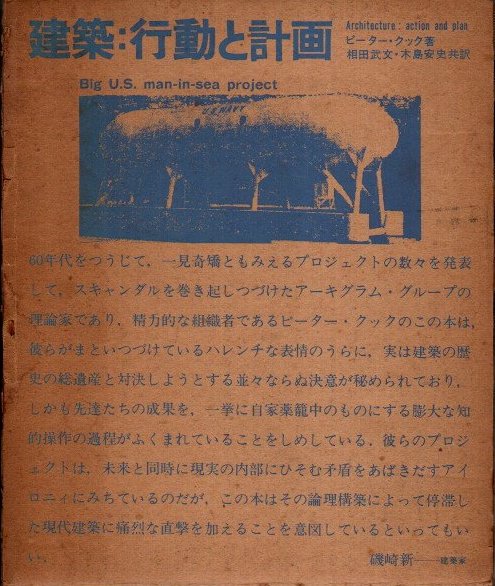 建築:行動と計画
Architecture: action and plan
ピーター・クック著
相田武文・木島安史共訳
Big U.S. man-in-sea project
U.S. NAVY
60年代をつうじて，一見奇矯ともみえるプロジェクトの数々を発表
して，スキャンダルを巻き起しつづけたアーキグラム・グループの
理論家であり，精力的な組織者であるピーター・クックのこの本は，
彼らがまといつづけているハレンチな表情のうらに，実は建築の歴
史の総遺産と対決しようとする並々ならぬ決意が秘められており，
しかも先達たちの成果を，一挙に自家薬籠中のものにする膨大な知
的操作の過程がふくまれていることをしめしている．彼らのプロジ
ェクトは，未来と同時に現実の内部にひそむ矛盾をあばきだすアイ
ロニィにみちているのだが，この本はその論理構築によって停滞し
た現代建築に痛烈な直撃を加えることを意図しているといってもい
い．
磯崎新——建築家